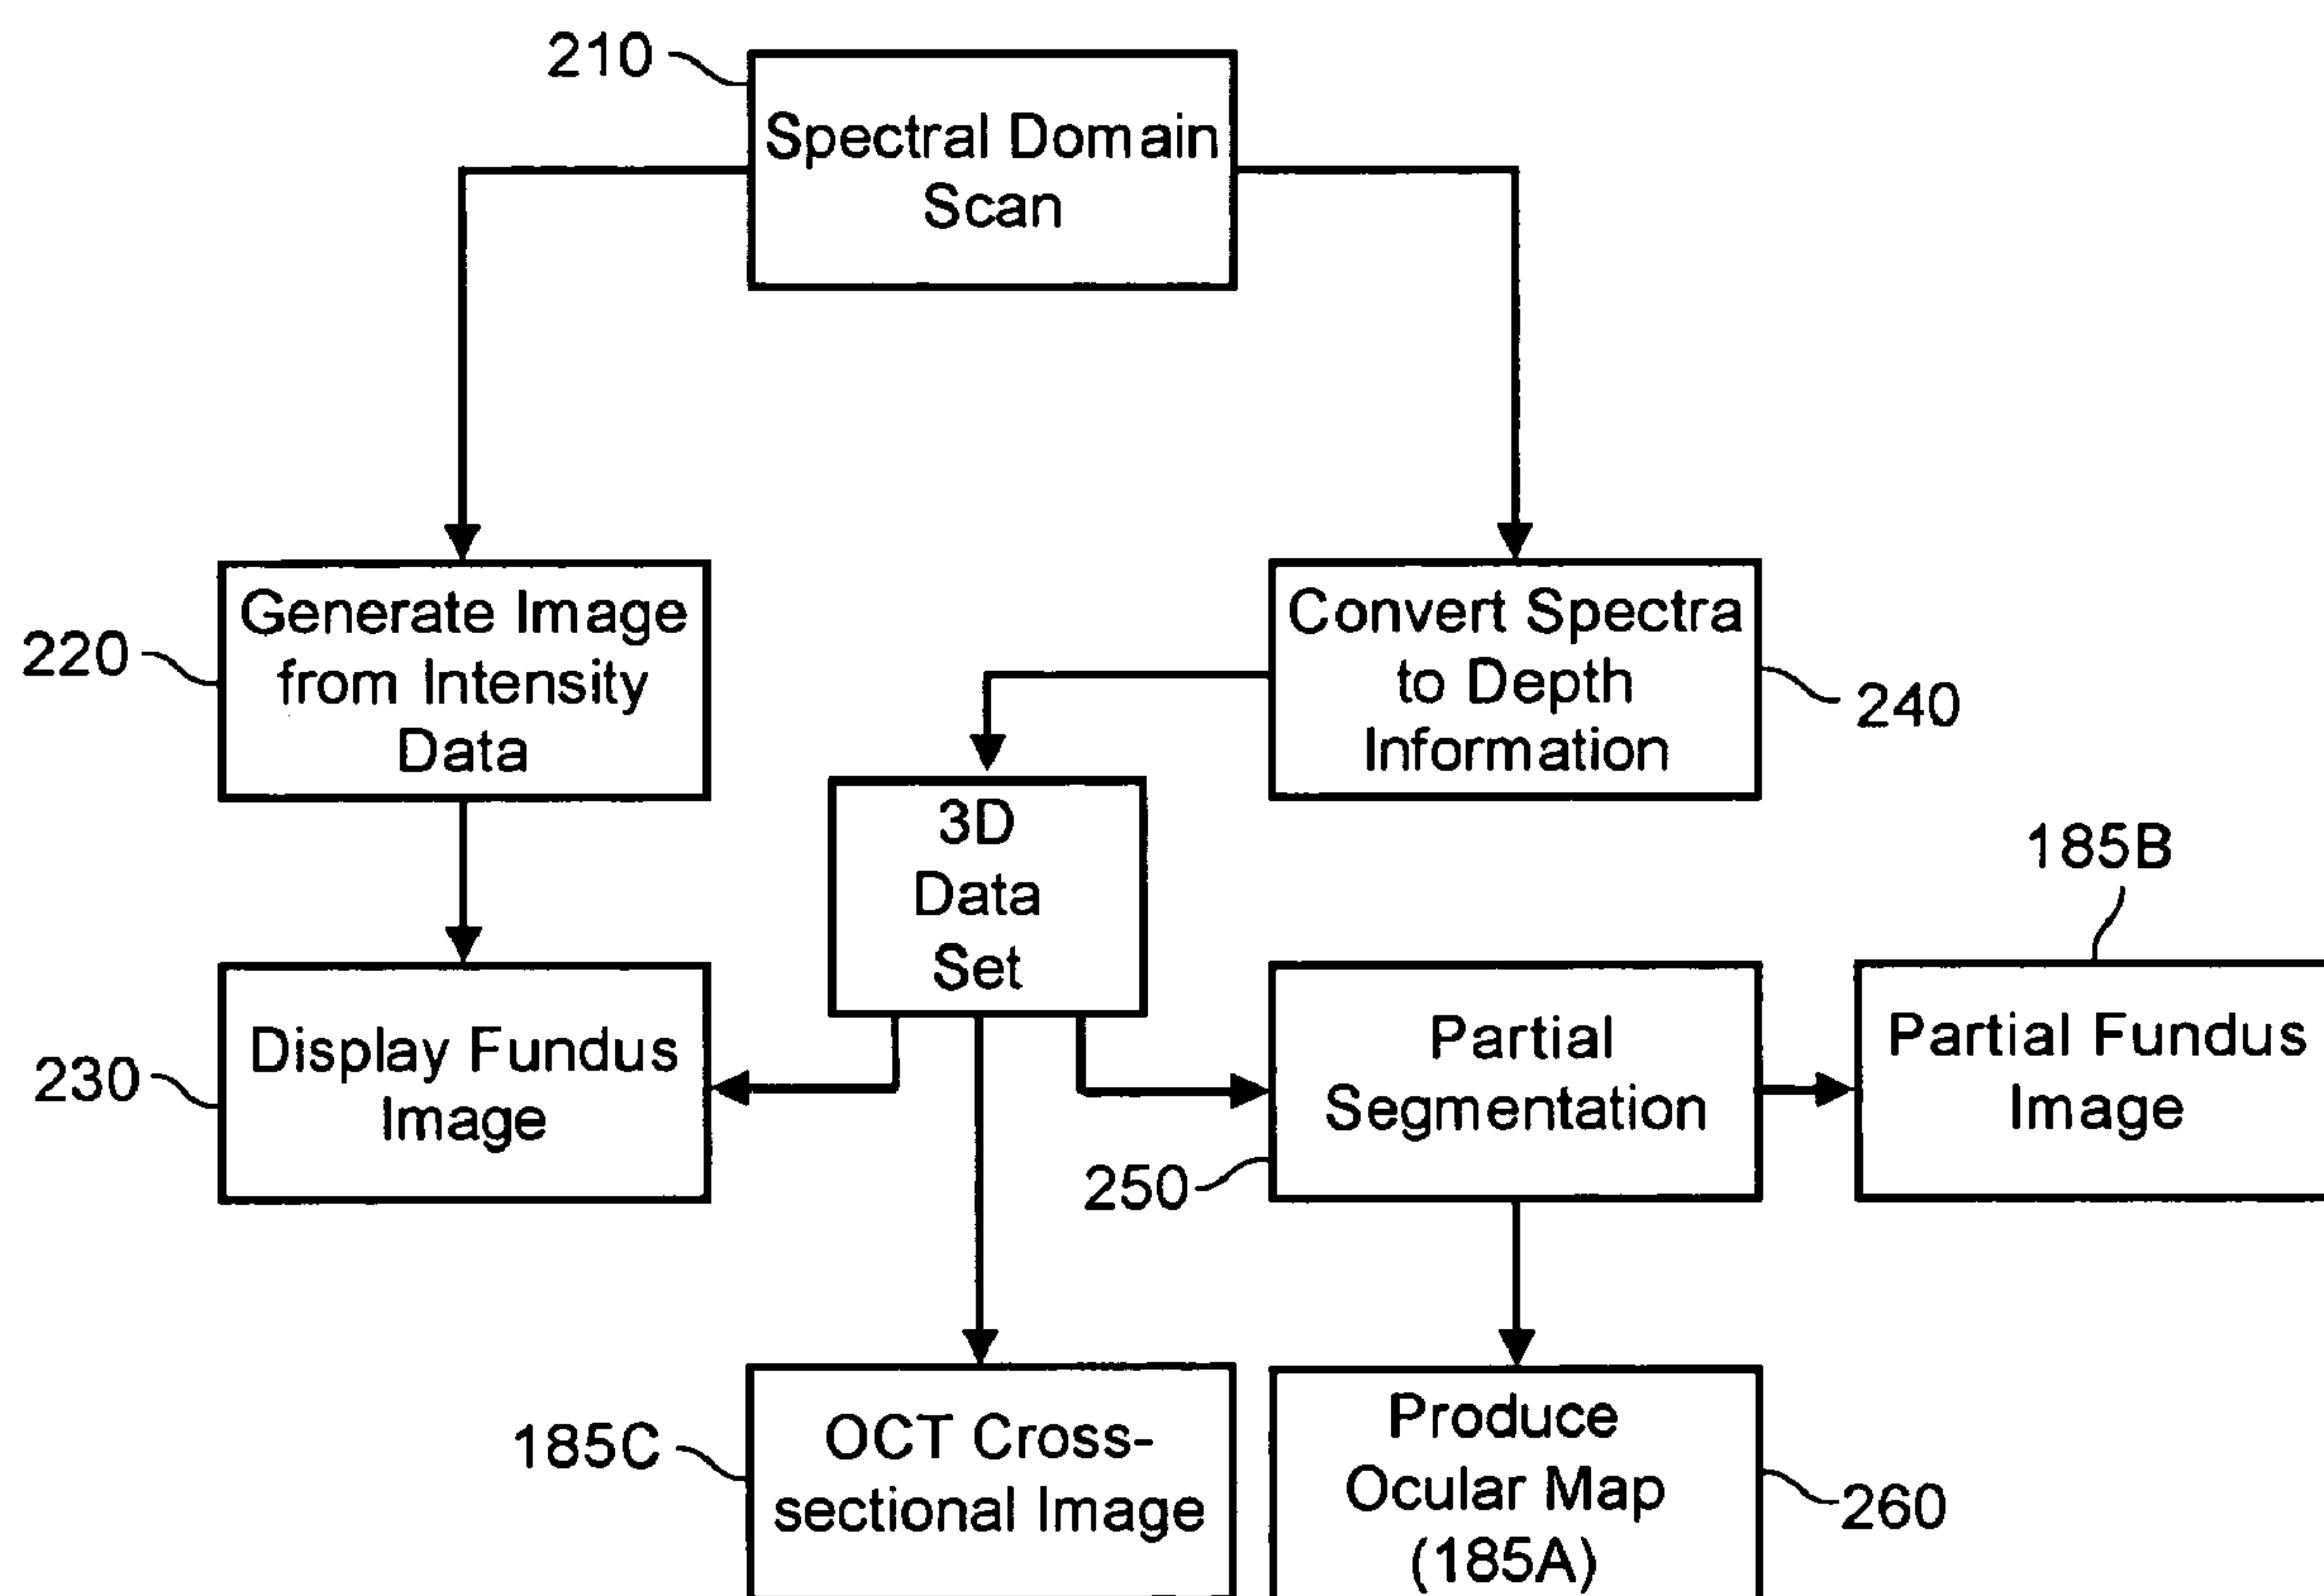 210
Spectral Domain
Scan
220
Generate Image
from Intensity
Data
Convert Spectra
to Depth
Information
240
3D
Data
Set
185B
230
Display Fundus
Image
Partial
Segmentation
250
Partial Fundus
Image
185C
OCT Cross-
sectional Image
Produce
Ocular Map
(185A)
260